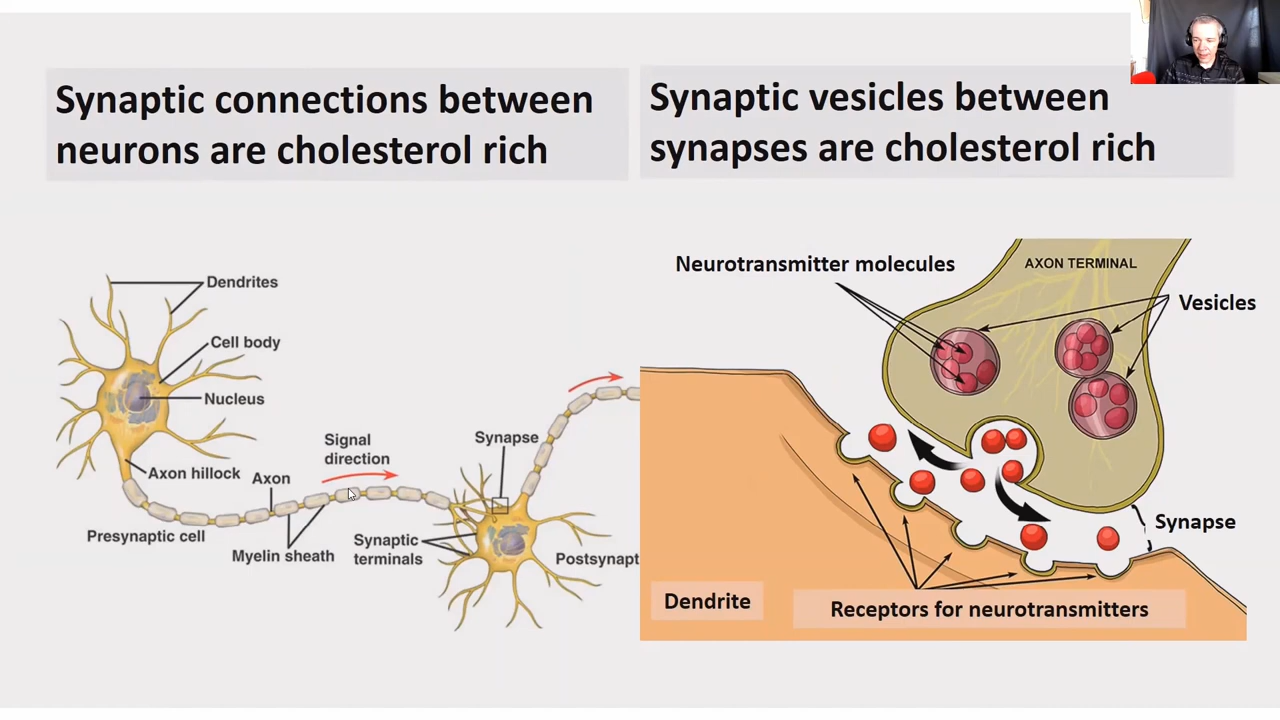 Synaptic connections between
neurons are cholesterol rich
Synaptic vesicles between
synapses are cholesterol rich
Dendrites
Cell body
Nucleus
Axon hillock
Axon
Signal
direction
Synapse
Presynaptic cell
Myelin sheath
Synaptic
terminals
Postsynapt
Neurotransmitter molecules
AXON TERMINAL
Vesicles
Synapse
Dendrite
Receptors for neurotransmitters